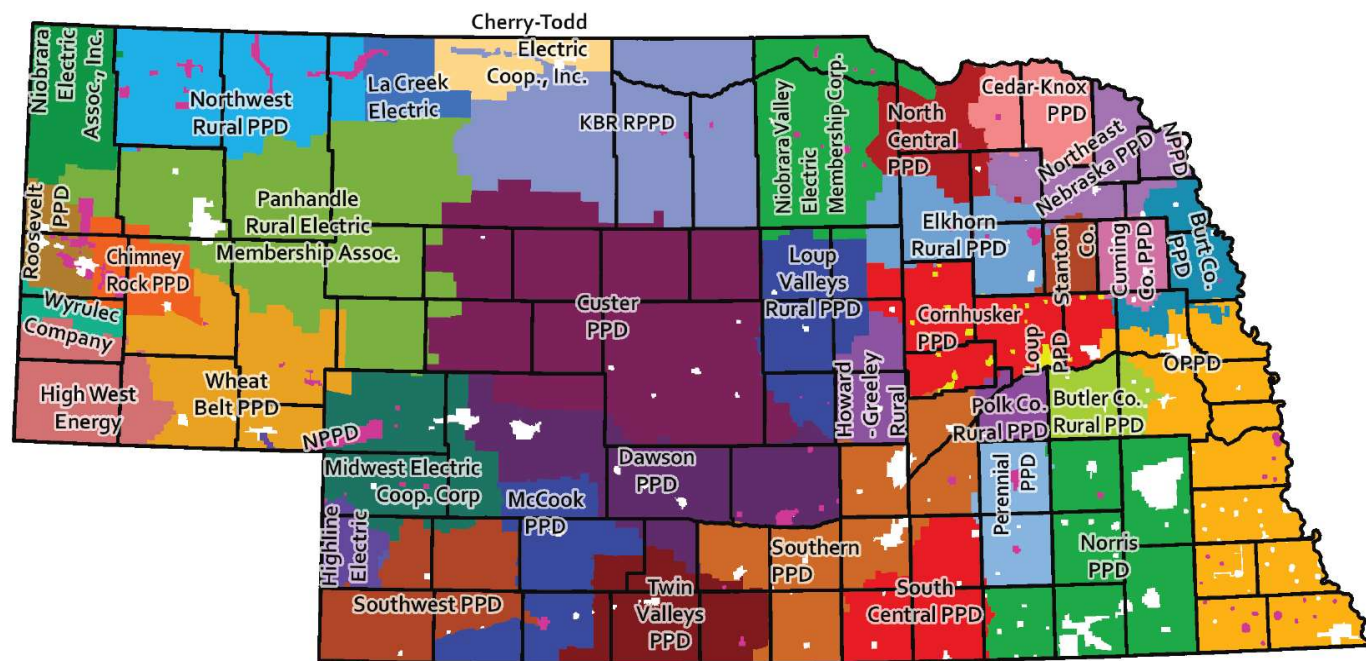 Cherry-Todd
Electric
Coop., Inc.
Niobrara
Electric
Assoc., Inc.
Northwest
Rural PPD
La Creek
Electric
KBR RPPD
Niobrara Valley
Electric
Membership Corp.
North
Central
PPD
Cedar-Knox
PPD
Northeast
Nebraska PPD
NPPD
Roosevelt
PPD
Panhandle
Rural Electric
Membership Assoc.
Elkhorn
Rural PPD
Stanton
Co.
Cuming
Co. PPD
Burt Co.
PPD
Chimney
Rock PPD
Wyrulec
Company
Custer
PPD
Loup
Valleys
Rural PPD
Cornhusker
PPD
Loup
PPD
OPPD
High West
Energy
Wheat
Belt PPD
NPPD
Howard
- Greeley
Rural
Polk Co.
Rural PPD
Butler Co.
Rural PPD
Midwest Electric
Coop. Corp
McCook
PPD
Dawson
PPD
Perennial
PPD
Norris
PPD
Highline
Electric
Southern
PPD
Southwest PPD
Twin
Valleys
PPD
South
Central PPD